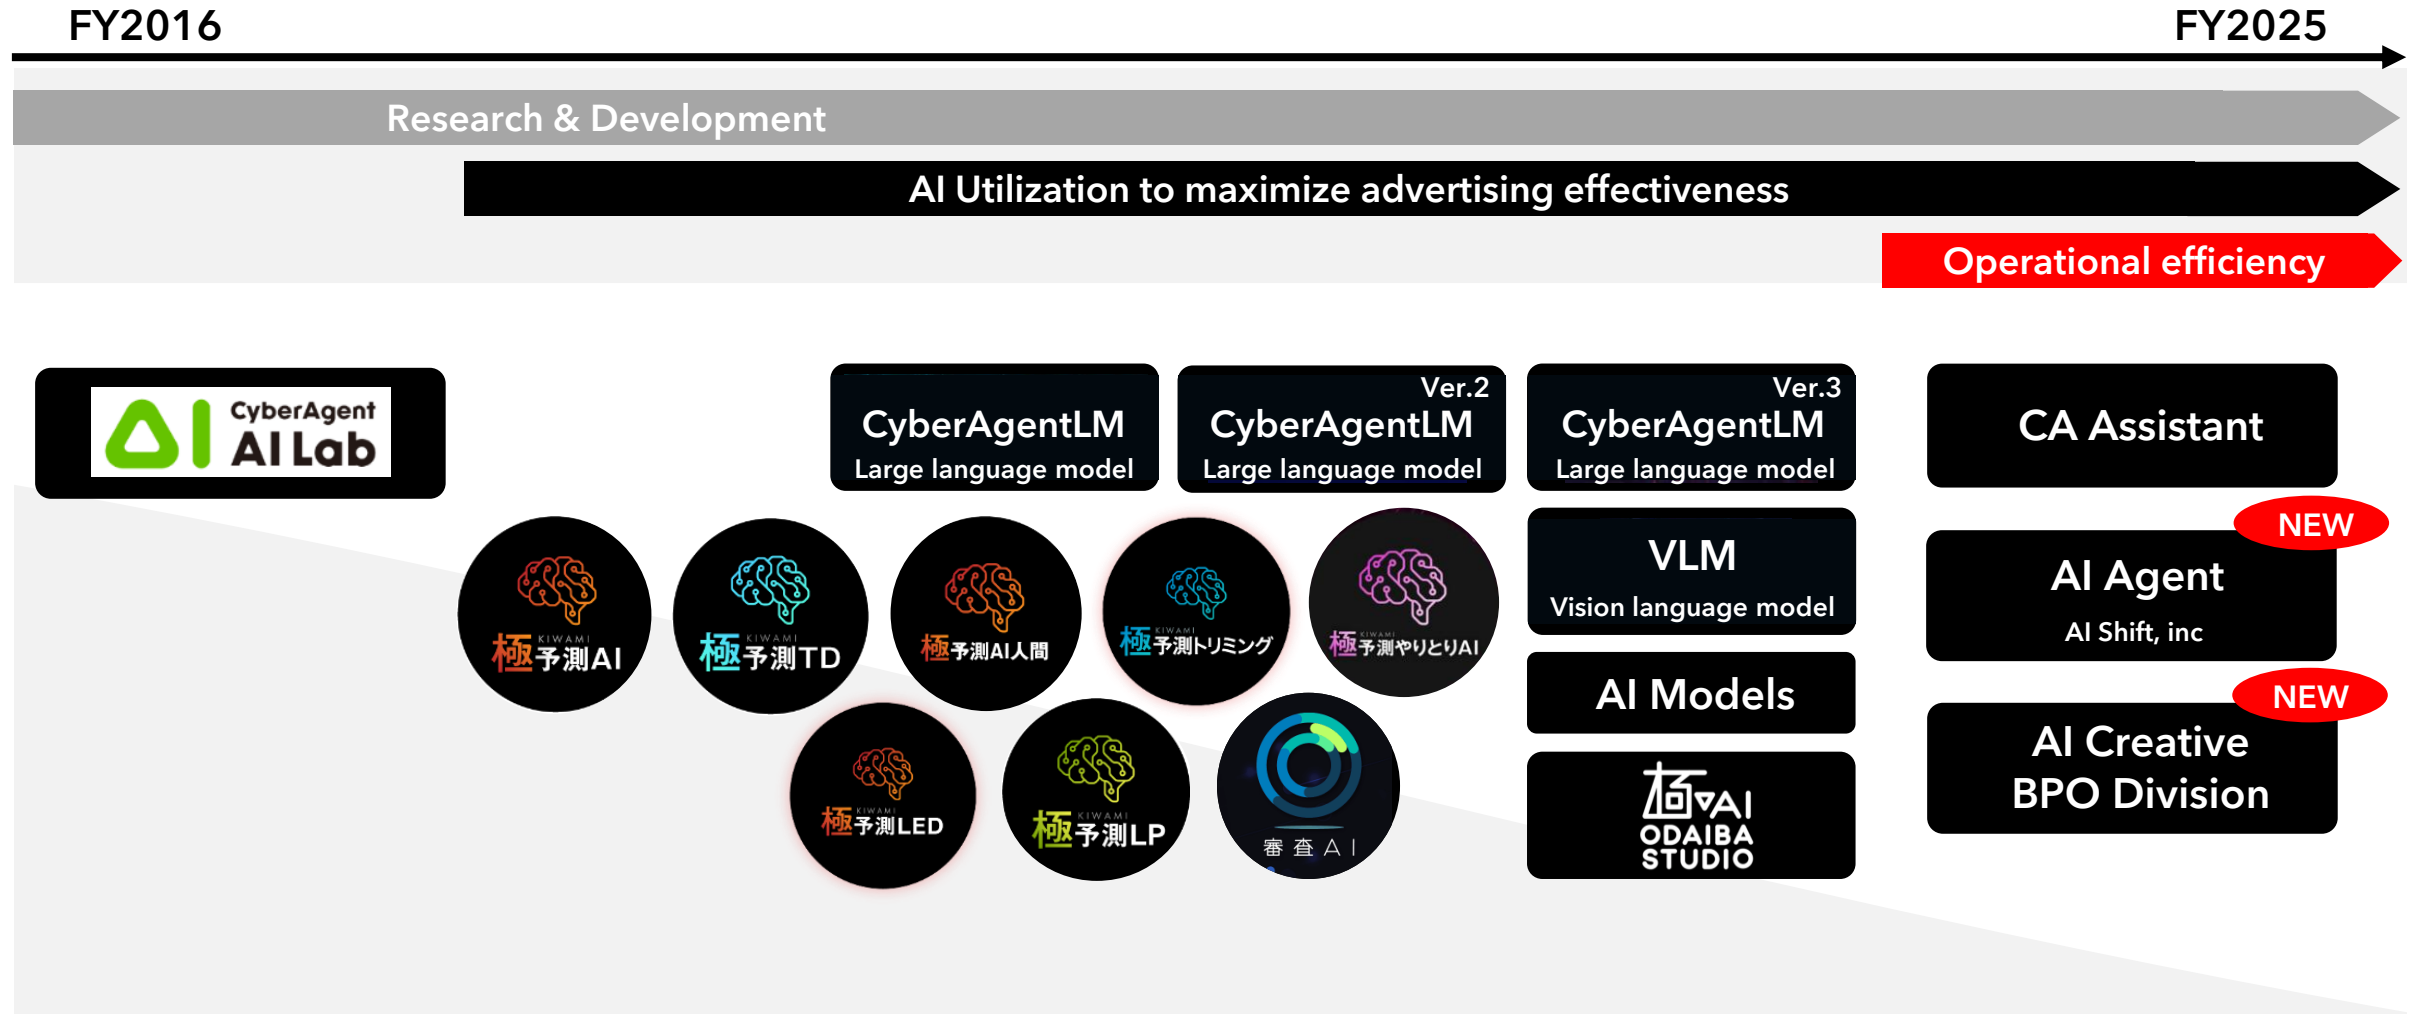 FY2016
FY2025
Research & Development
AI Utilization to maximize advertising effectiveness
Operational efficiency
CyberAgent
AI Lab
CyberAgentLM
Large language model
Ver.2
CyberAgentLM
Large language model
Ver.3
CyberAgentLM
Large language model
CA Assistant
KIWAMI
極予測AI
KIWAMI
極予測TD
KIWAMI
極予測AI人間
KIWAMI
極予測トリミング
KIWAMI
極予測やりとりAI
VLM
Vision language model
NEW
AI Agent
AI Shift, inc
AI Models
KIWAMI
極予測LED
KIWAMI
極予測LP
審査AI
極AI
ODAIBA
STUDIO
NEW
AI Creative
BPO Division